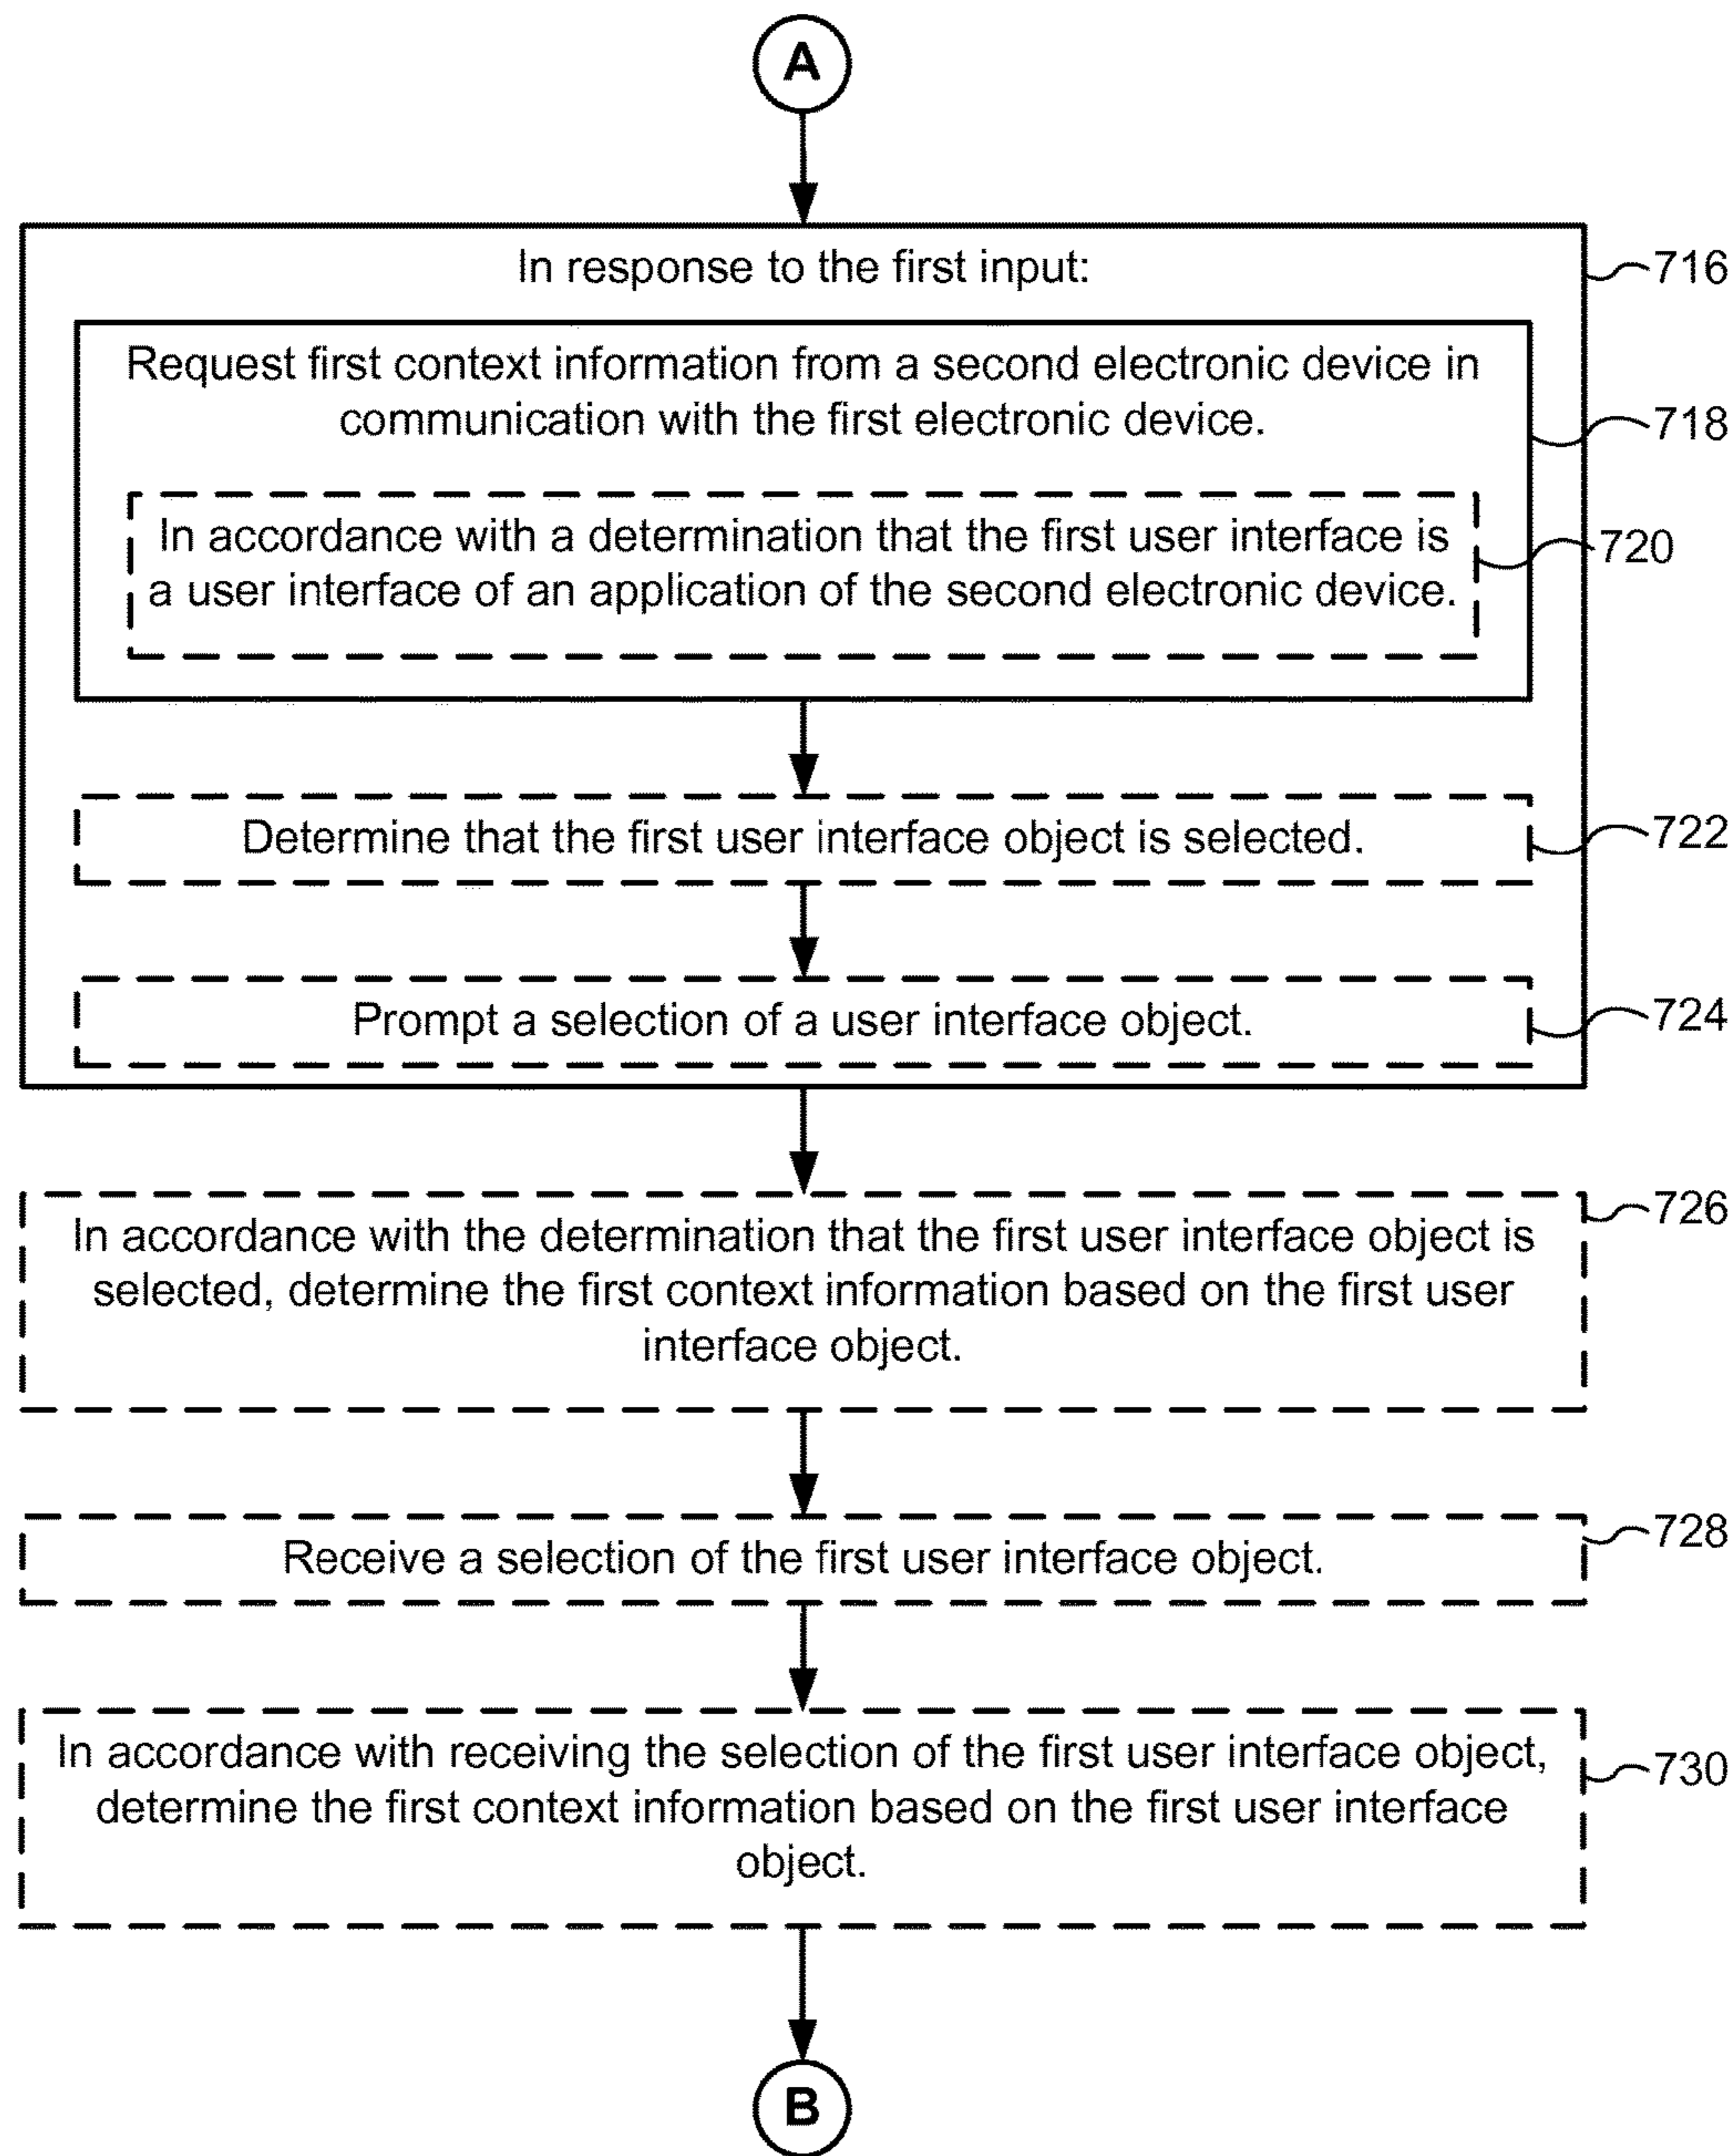 A
In response to the first input:
716
Request first context information from a second electronic device in
communication with the first electronic device.
718
In accordance with a determination that the first user interface is
a user interface of an application of the second electronic device.
720
Determine that the first user interface object is selected.
722
Prompt a selection of a user interface object.
724
In accordance with the determination that the first user interface object is
selected, determine the first context information based on the first user
interface object.
726
Receive a selection of the first user interface object.
728
In accordance with receiving the selection of the first user interface object,
determine the first context information based on the first user interface
object.
730
B